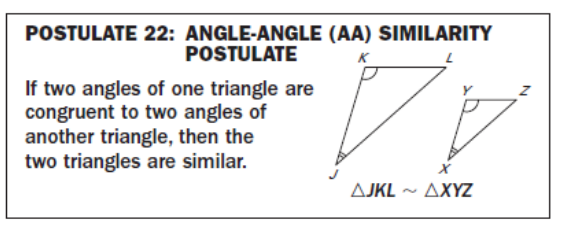 POSTULATE 22: ANGLE-ANGLE (AA) SIMILARITY
POSTULATE
If two angles of one triangle are
congruent to two angles of
another triangle, then the
two triangles are similar.
K
L
Y
Z
J
X
△JKL ~ △XYZ